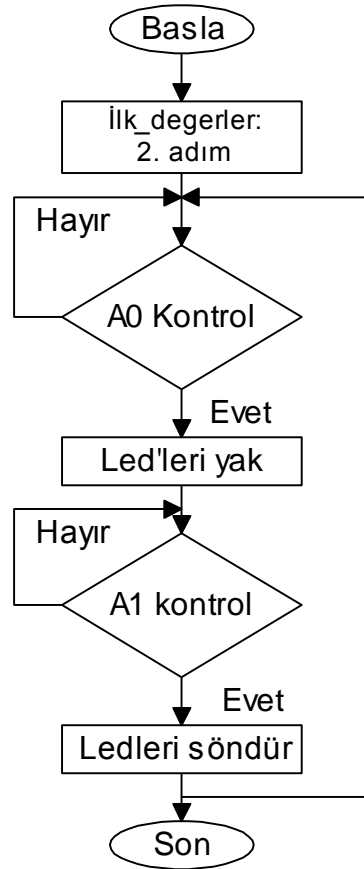 Basla
İlk_degerler:
2. adım
Hayır
A0 Kontrol
Evet
Led'leri yak
Hayır
A1 kontrol
Evet
Ledleri söndür
Son